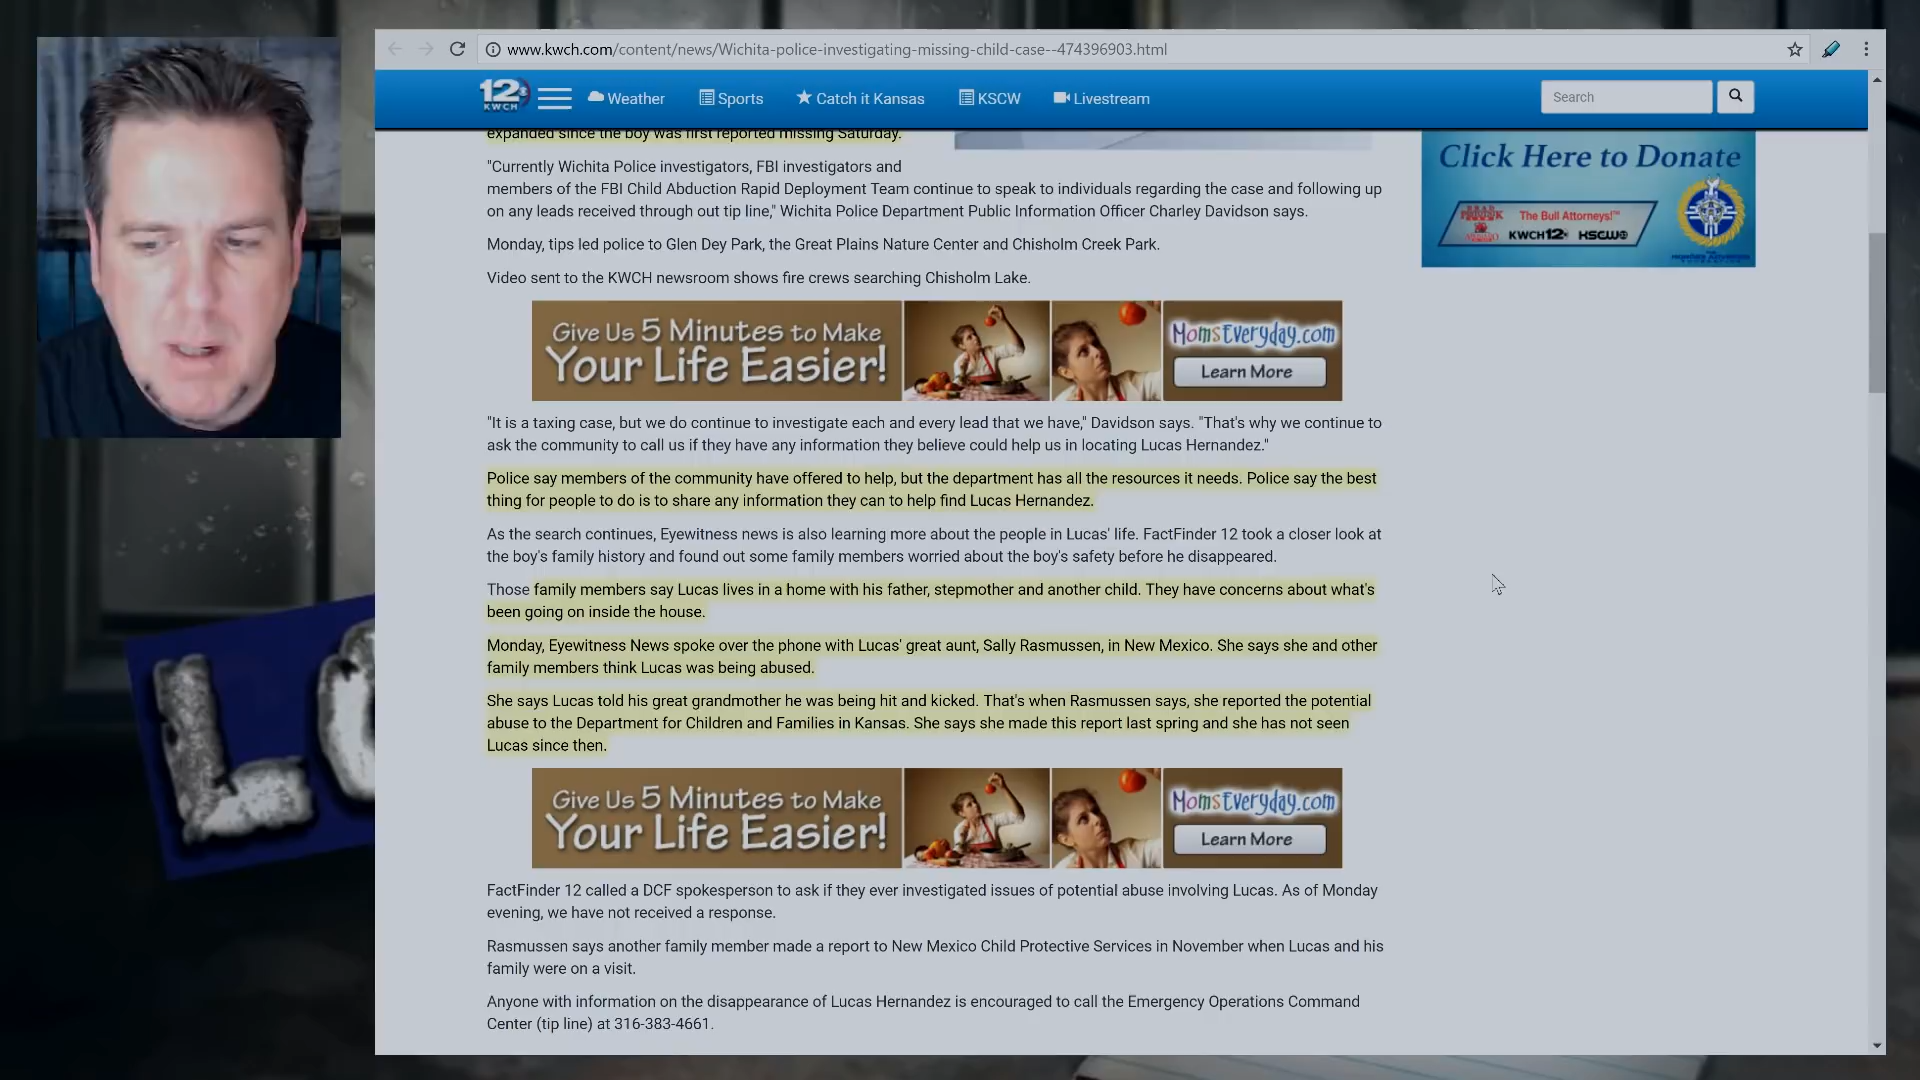 www.kwch.com/content/news/Wichita-police-investigating-missing-child-case--474396903.html
12 KWCH
Weather
Sports
Catch it Kansas
KSCW
Livestream
Search
expanded since the boy was first reported missing Saturday.
"Currently Wichita Police investigators, FBI investigators and
members of the FBI Child Abduction Rapid Deployment Team continue to speak to individuals regarding the case and following up
on any leads received through out tip line," Wichita Police Department Public Information Officer Charley Davidson says.
Monday, tips led police to Glen Dey Park, the Great Plains Nature Center and Chisholm Creek Park.
Video sent to the KWCH newsroom shows fire crews searching Chisholm Lake.
Give Us 5 Minutes to Make
Your Life Easier!
MomsEveryday.com
Learn More
"It is a taxing case, but we do continue to investigate each and every lead that we have," Davidson says. "That's why we continue to
ask the community to call us if they have any information they believe could help us in locating Lucas Hernandez."
Police say members of the community have offered to help, but the department has all the resources it needs. Police say the best
thing for people to do is to share any information they can to help find Lucas Hernandez.
As the search continues, Eyewitness news is also learning more about the people in Lucas' life. FactFinder 12 took a closer look at
the boy's family history and found out some family members worried about the boy's safety before he disappeared.
Those family members say Lucas lives in a home with his father, stepmother and another child. They have concerns about what's
been going on inside the house.
Monday, Eyewitness News spoke over the phone with Lucas' great aunt, Sally Rasmussen, in New Mexico. She says she and other
family members think Lucas was being abused.
She says Lucas told his great grandmother he was being hit and kicked. That's when Rasmussen says, she reported the potential
abuse to the Department for Children and Families in Kansas. She says she made this report last spring and she has not seen
Lucas since then.
Give Us 5 Minutes to Make
Your Life Easier!
MomsEveryday.com
Learn More
FactFinder 12 called a DCF spokesperson to ask if they ever investigated issues of potential abuse involving Lucas. As of Monday
evening, we have not received a response.
Rasmussen says another family member made a report to New Mexico Child Protective Services in November when Lucas and his
family were on a visit.
Anyone with information on the disappearance of Lucas Hernandez is encouraged to call the Emergency Operations Command
Center (tip line) at 316-383-4661.
Click Here to Donate
The Bull Attorneys!™
KWCH12 KSCW
LO